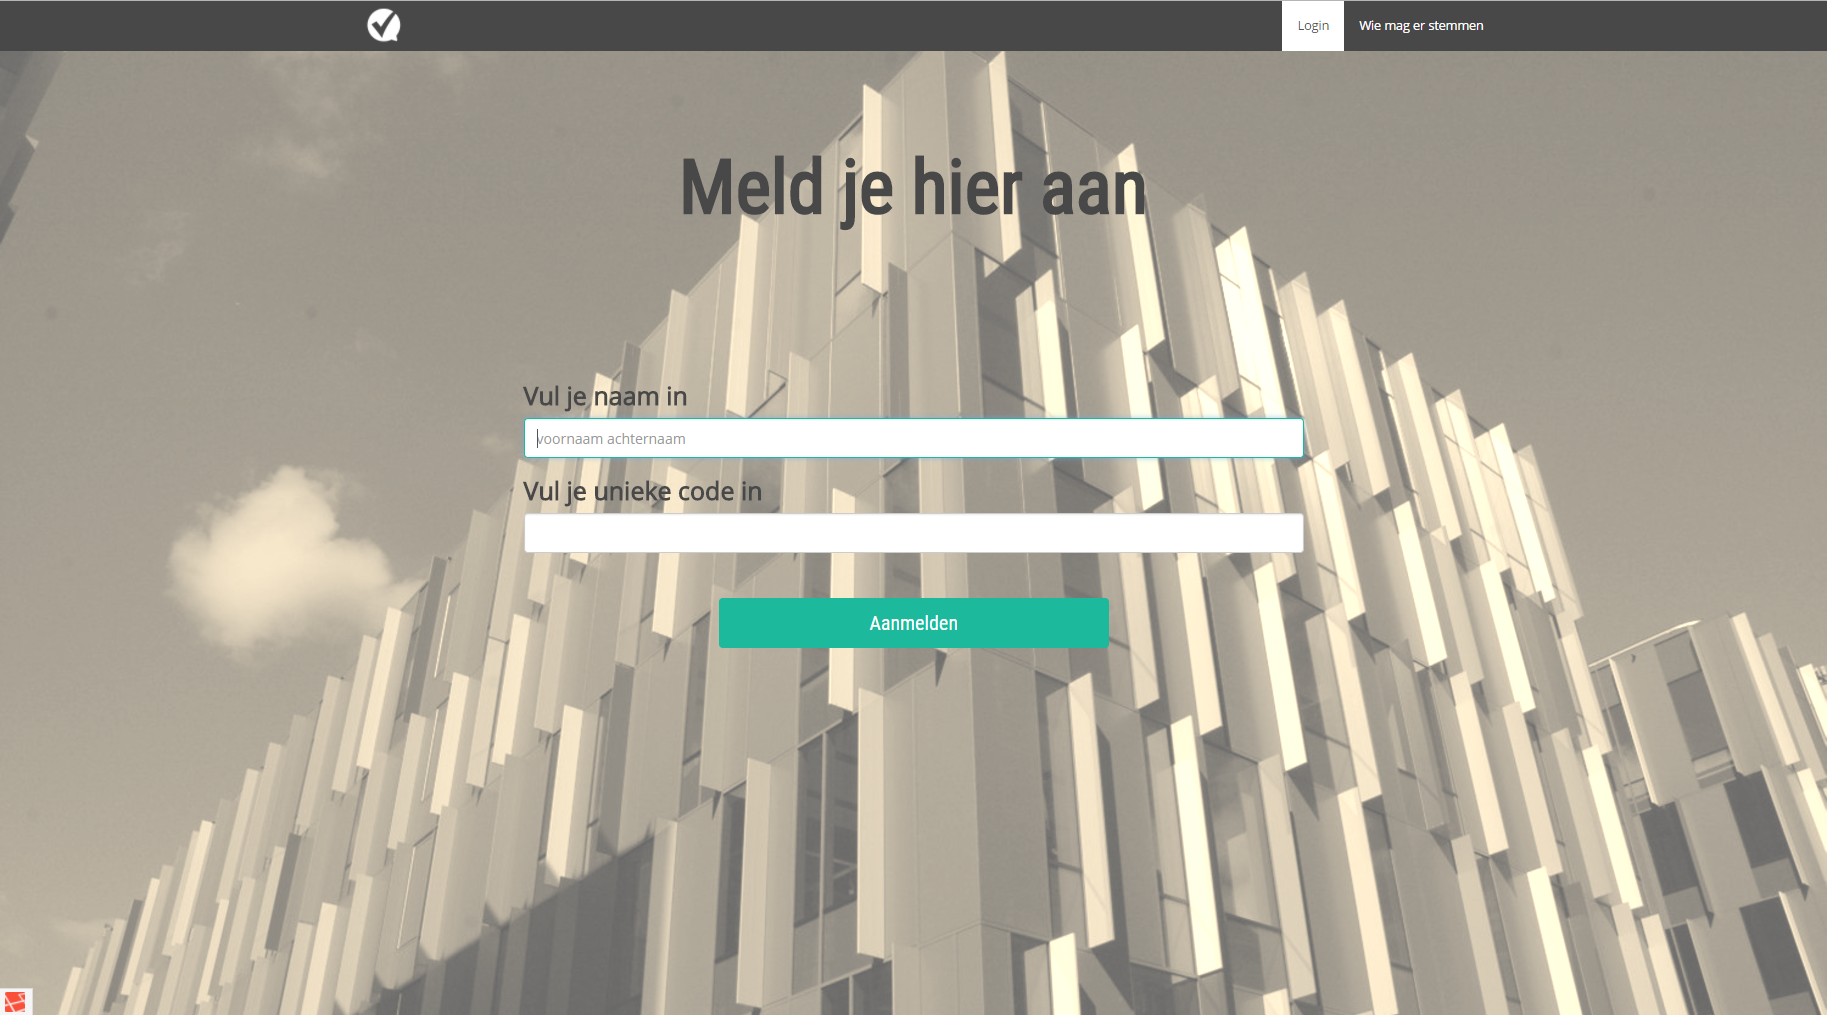 Login
Wie mag er stemmen
Meld je hier aan
Vul je naam in
voornaam achternaam
Vul je unieke code in
Aanmelden